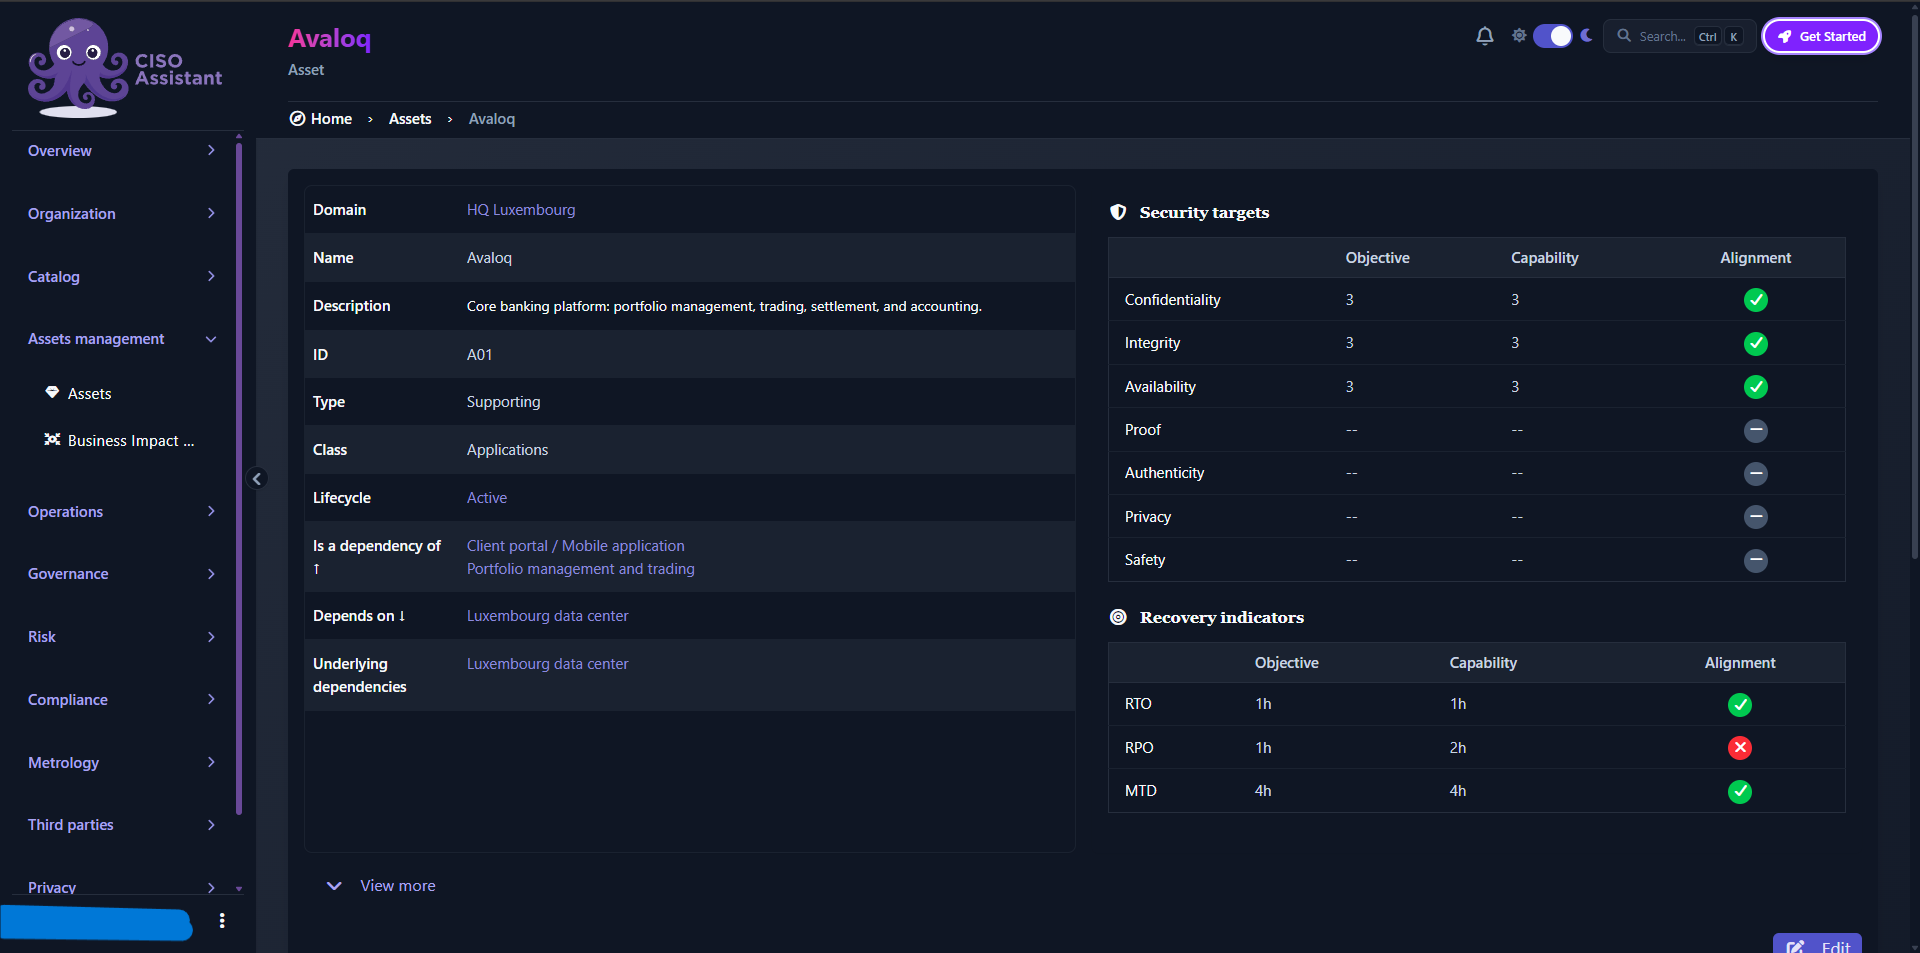 CISO
Assistant
Avaloq
Asset
Search... Ctrl K
Get Started
Home › Assets › Avaloq
Overview
Organization
Catalog
Assets management
Assets
Business Impact ...
Operations
Governance
Risk
Compliance
Metrology
Third parties
Privacy
Domain HQ Luxembourg
Name Avaloq
Description Core banking platform: portfolio management, trading, settlement, and accounting.
ID A01
Type Supporting
Class Applications
Lifecycle Active
Is a dependency of ↑ Client portal / Mobile application
Portfolio management and trading
Depends on ↓ Luxembourg data center
Underlying dependencies Luxembourg data center
View more
Security targets
Objective Capability Alignment
Confidentiality 3 3
Integrity 3 3
Availability 3 3
Proof -- --
Authenticity -- --
Privacy -- --
Safety -- --
Recovery indicators
Objective Capability Alignment
RTO 1h 1h
RPO 1h 2h
MTD 4h 4h
Edit